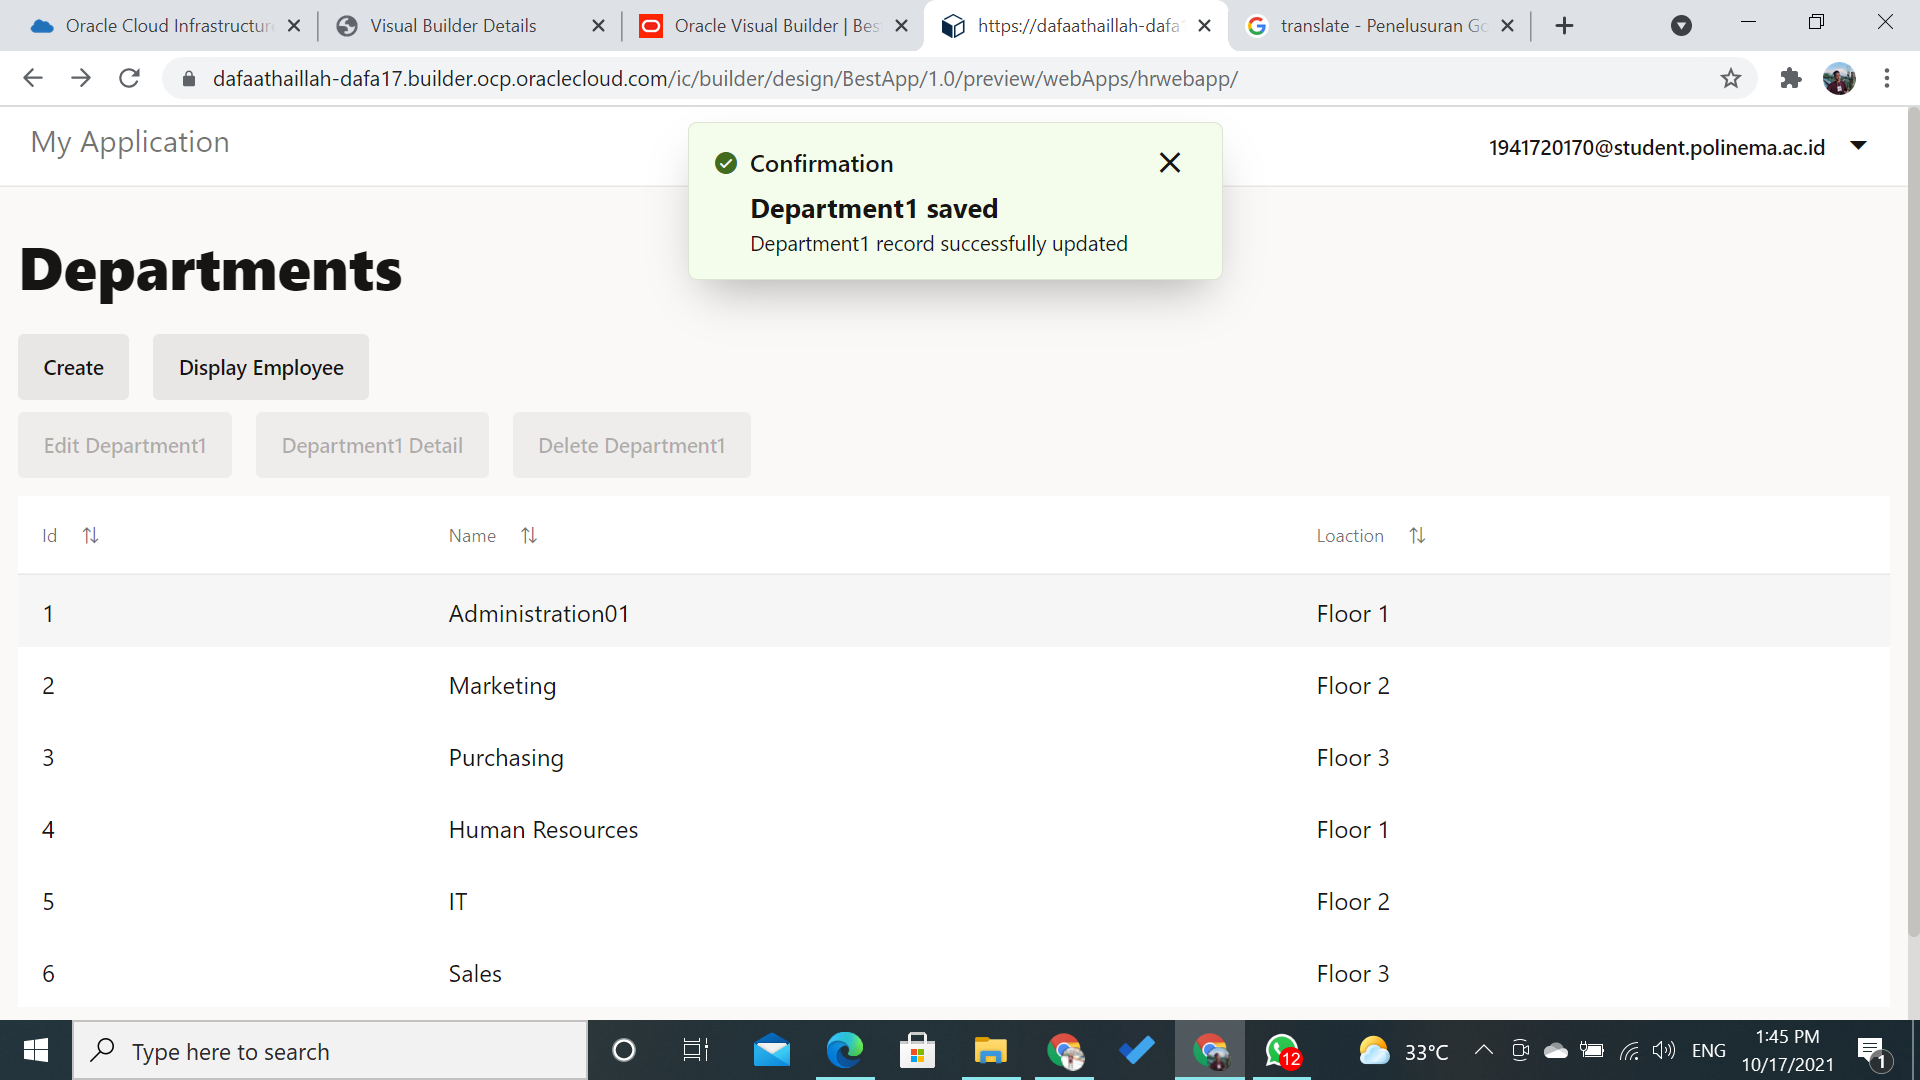 Oracle Cloud Infrastructure
Visual Builder Details
Oracle Visual Builder | Bes
https://dafaathaillah-dafa1
translate - Penelusuran Go
dafaathaillah-dafa17.builder.ocp.oraclecloud.com/ic/builder/design/BestApp/1.0/preview/webApps/hrwebapp/
My Application
1941720170@student.polinema.ac.id
Confirmation
Department1 saved
Department1 record successfully updated
Departments
Create
Display Employee
Edit Department1
Department1 Detail
Delete Department1
Id Name Loaction
1 Administration01 Floor 1
2 Marketing Floor 2
3 Purchasing Floor 3
4 Human Resources Floor 1
5 IT Floor 2
6 Sales Floor 3
Type here to search
12
33°C
ENG
1:45 PM
10/17/2021
1